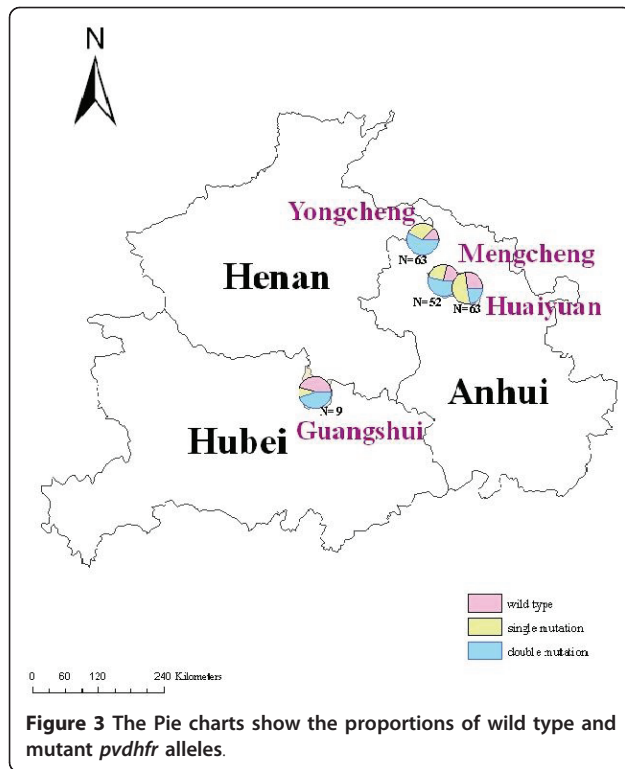 N
Yongcheng
N=63
Mengcheng
Henan
N=52
N=63
Huaiyuan
Anhui
N=9
Hubei
Guangshui
wild type
single mutation
double mutation
0 60 120 240 Kilometers
Figure 3 The Pie charts show the proportions of wild type and
mutant pvdhfr alleles.